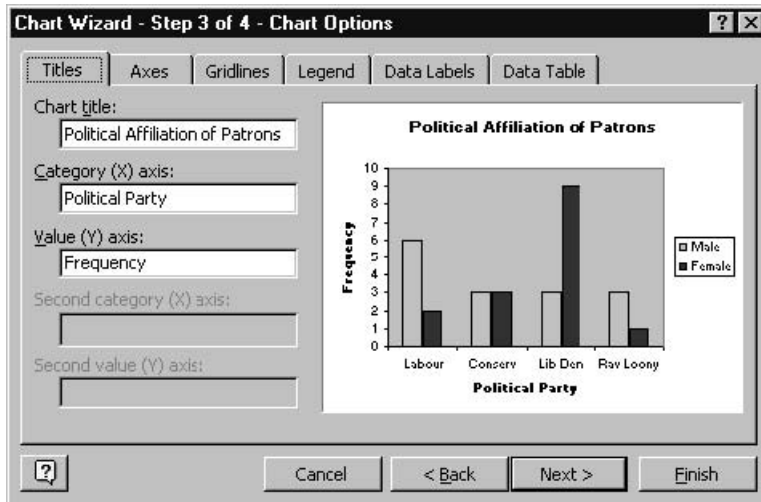 Chart Wizard - Step 3 of 4 - Chart Options
Titles Axes Gridlines Legend Data Labels Data Table
Chart title:
Political Affiliation of Patrons
Category (X) axis:
Political Party
Value (Y) axis:
Frequency
Second category (X) axis:
Second value (Y) axis:
Political Affiliation of Patrons
Frequency
10
9
8
7
6
5
4
3
2
1
0
Labour Conserv Lib Den Rav Loony
Political Party
Male
Female
Cancel < Back Next > Finish